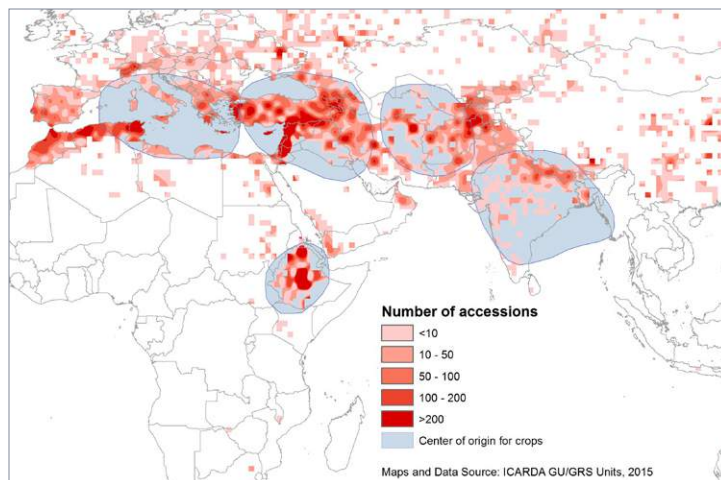 Number of accessions
<10
10 - 50
50 - 100
100 - 200
>200
Center of origin for crops
Maps and Data Source: ICARDA GU/GRS Units, 2015